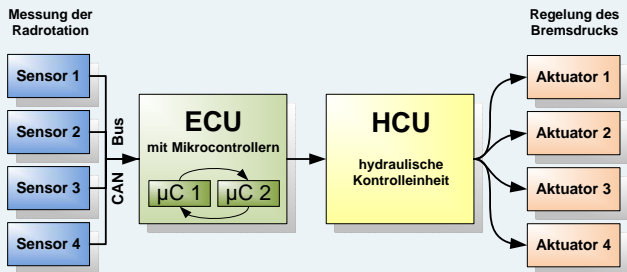 Messung der
Radrotation
Sensor 1
Sensor 2
Sensor 3
Sensor 4
CAN Bus
ECU
mit Mikrocontrollern
µC 1
µC 2
HCU
hydraulische
Kontrolleinheit
Regelung des
Bremsdrucks
Aktuator 1
Aktuator 2
Aktuator 3
Aktuator 4